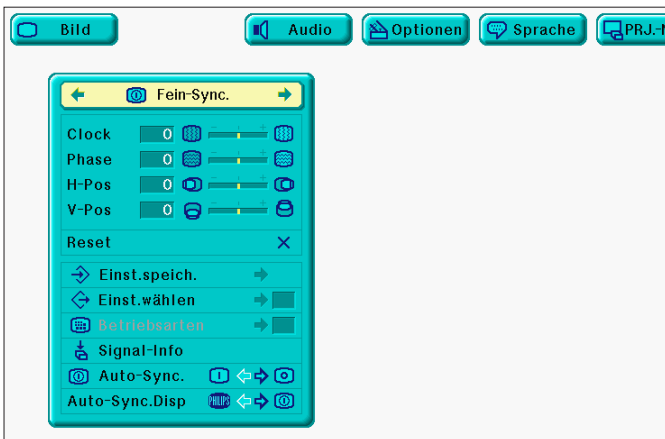 Bild Audio Optionen Sprache PRJ.-
Fein-Sync.
Clock 0
Phase 0
H-Pos 0
V-Pos 0
Reset
Einst.speich.
Einst.wählen
Betriebsarten
Signal-Info
Auto-Sync.
Auto-Sync.Disp PHILIPS